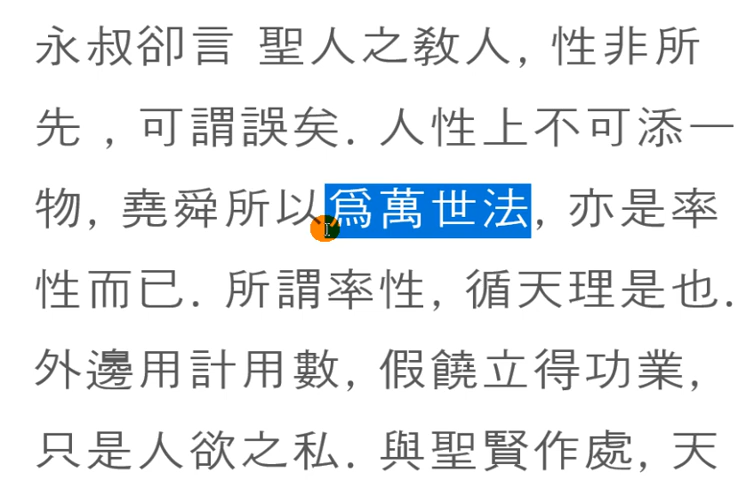 永叔卻言 聖人之敎人, 性非所
先 , 可謂誤矣. 人性上不可添一
物, 堯舜所以爲萬世法, 亦是率
性而已. 所謂率性, 循天理是也.
外邊用計用數, 假饒立得功業,
只是人欲之私. 與聖賢作處, 天